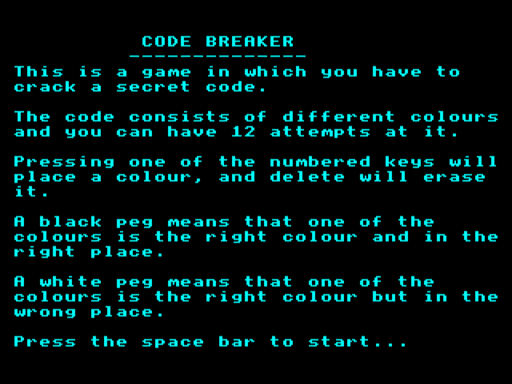 CODE BREAKER
--------------
This is a game in which you have to
crack a secret code.
The code consists of different colours
and you can have 12 attempts at it.
Pressing one of the numbered keys will
place a colour, and delete will erase
it.
A black peg means that one of the
colours is the right colour and in the
right place.
A white peg means that one of the
colours is the right colour but in the
wrong place.
Press the space bar to start...